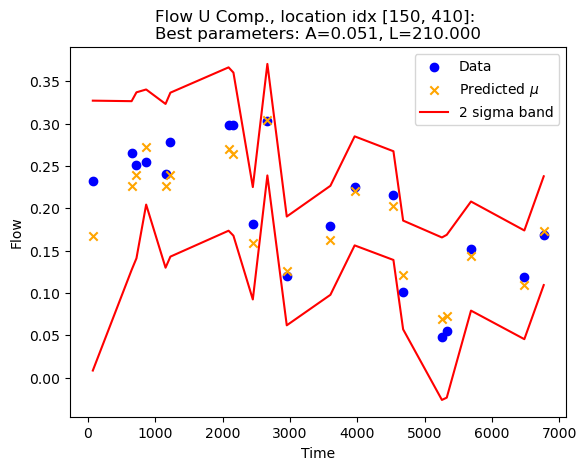 Flow U Comp., location idx [150, 410]:
Best parameters: A=0.051, L=210.000
Data
Predicted μ
2 sigma band
0.35
0.30
0.25
0.20
0.15
0.10
0.05
0.00
Flow
0 1000 2000 3000 4000 5000 6000 7000
Time